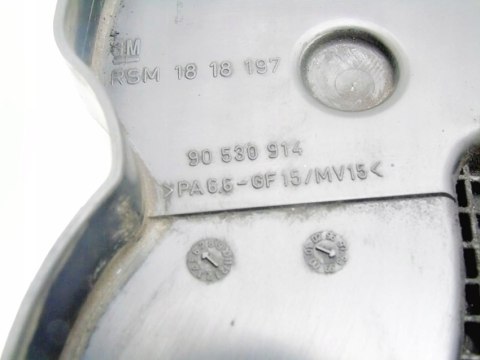 GM
RSM 18 18 197
90 530 914
>PA6.6-GF15/MV15<